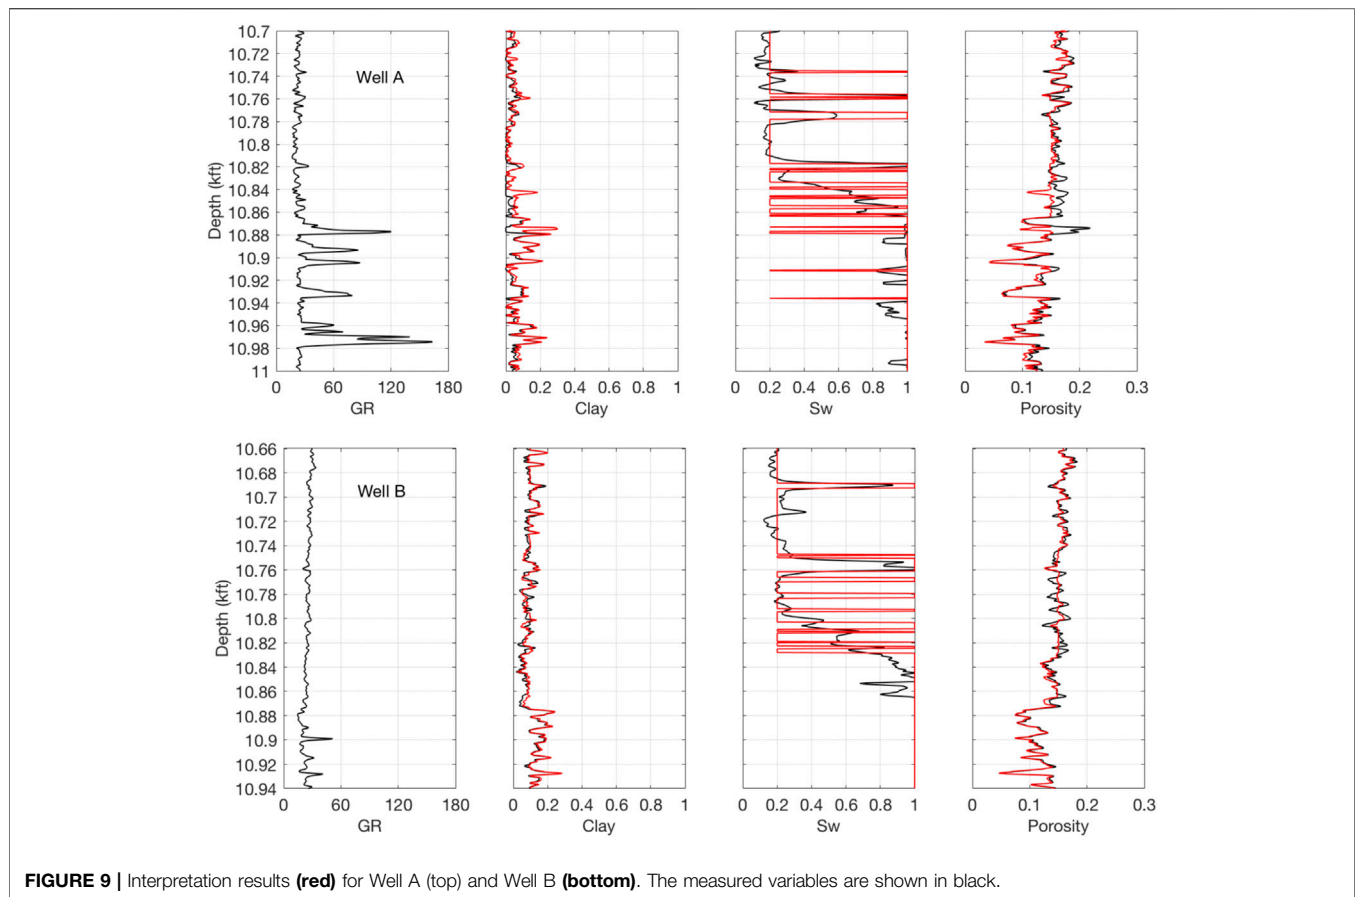 10.7
10.72
10.74
10.76
10.78
10.8
10.82
10.84
10.86
10.88
10.9
10.92
10.94
10.96
10.98
11
Depth (kft)
Well A
0 60 120 180
GR
0 0.2 0.4 0.6 0.8 1
Clay
0 0.2 0.4 0.6 0.8 1
Sw
0 0.1 0.2 0.3
Porosity
10.66
10.68
10.7
10.72
10.74
10.76
10.78
10.8
10.82
10.84
10.86
10.88
10.9
10.92
10.94
Depth (kft)
Well B
0 60 120 180
GR
0 0.2 0.4 0.6 0.8 1
Clay
0 0.2 0.4 0.6 0.8 1
Sw
0 0.1 0.2 0.3
Porosity
FIGURE 9 | Interpretation results (red) for Well A (top) and Well B (bottom). The measured variables are shown in black.